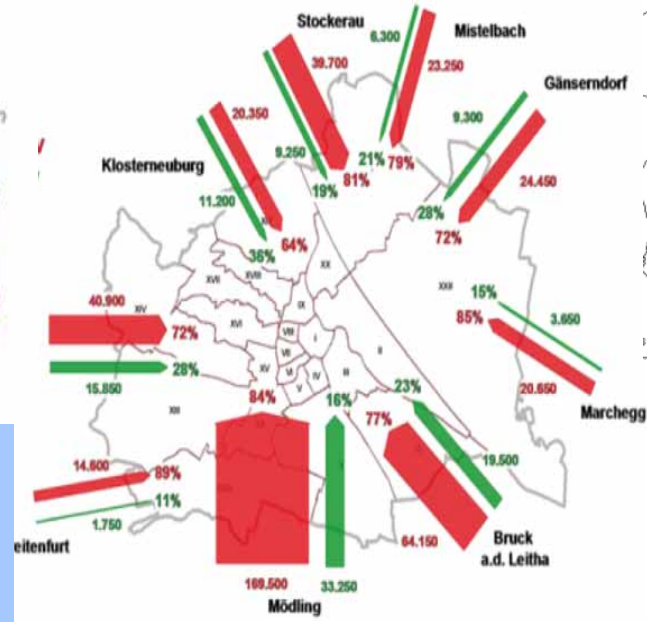 Stockerau
6.300
Mistelbach
39.700
23.250
Gänserndorf
20.350
9.300
9.250
21%
79%
Klosterneuburg
81%
24.450
19%
11.200
28%
64%
72%
36%
XX
XVIII
XVII
XXII
15%
3.650
40.900
XIV
IX
85%
XVI
72%
VIII
I
II
28%
VII
XV
VI
IV
III
15.850
V
23%
20.650
84%
16%
Marchegg
XIII
77%
14.600
89%
19.500
11%
1.750
eitenfurt
64.150
Bruck
a.d. Leitha
169.500
33.250
Mödling